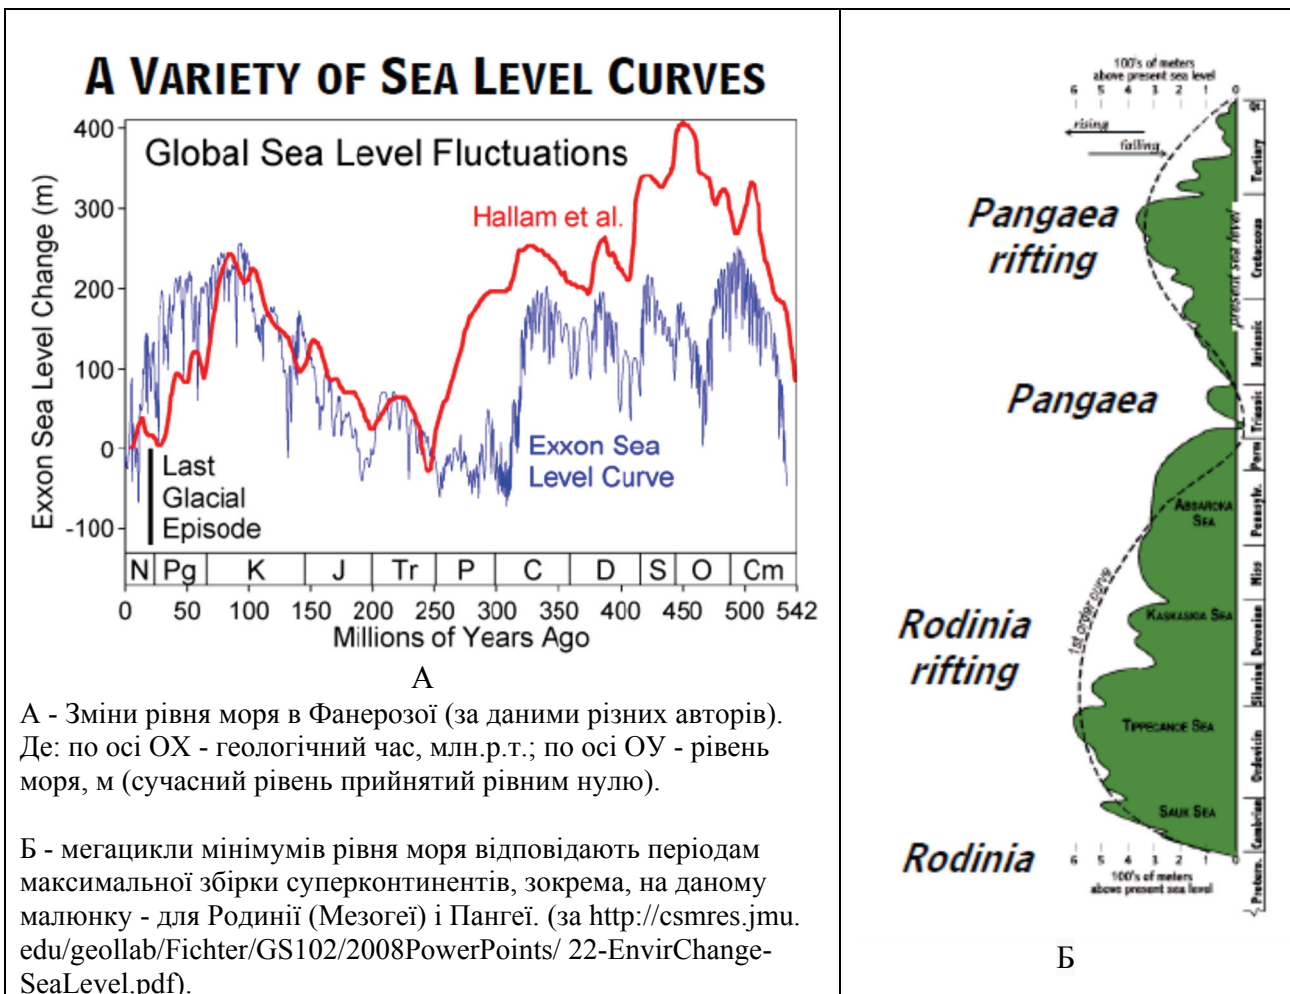 A VARIETY OF SEA LEVEL CURVES
Global Sea Level Fluctuations
Hallam et al.
Exxon Sea
Level Curve
Last
Glacial
Episode
Exxon Sea Level Change (m)
400
300
200
100
0
-100
N Pg K J Tr P C D S O Cm
0 50 100 150 200 250 300 350 400 450 500 542
Millions of Years Ago
А
А - Зміни рівня моря в Фанерозої (за даними різних авторів).
Де: по осі ОХ - геологічний час, млн.р.т.; по осі ОУ - рівень
моря, м (сучасний рівень прийнятий рівним нулю).
Б - мегацикли мінімумів рівня моря відповідають періодам
максимальної збірки суперконтинентів, зокрема, на даному
малюнку - для Родинії (Мезогеї) і Пангеї. (за http://csmres.jmu.
edu/geollab/Fichter/GS102/2008PowerPoints/ 22-EnvirChange-
SeaLevel.pdf).
100's of meters
above present sea level
6 5 4 3 2 1 0
rising
falling
Pangaea
rifting
Pangaea
Rodinia
rifting
Rodinia
present sea level
1st order curve
ABSAROKA
SEA
KASKASKIA SEA
TIPPECANOE SEA
SAUK SEA
Tertiary
Cretaceous
Jurassic
Triassic
Perm
Pennsylv.
Miss
Devonian
Silurian
Ordovicin
Cambrian
Protero.
6 5 4 3 2 1 0
100's of meters
above present sea level
Б